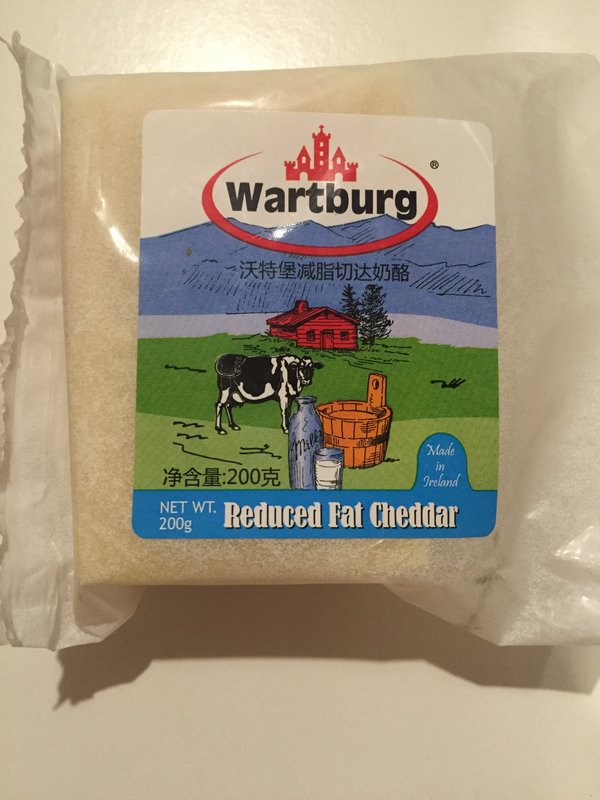 Wartburg
®
沃特堡减脂切达奶酪
Milk
净含量:200克
Made
in
Ireland
NET WT.
200g
Reduced Fat Cheddar